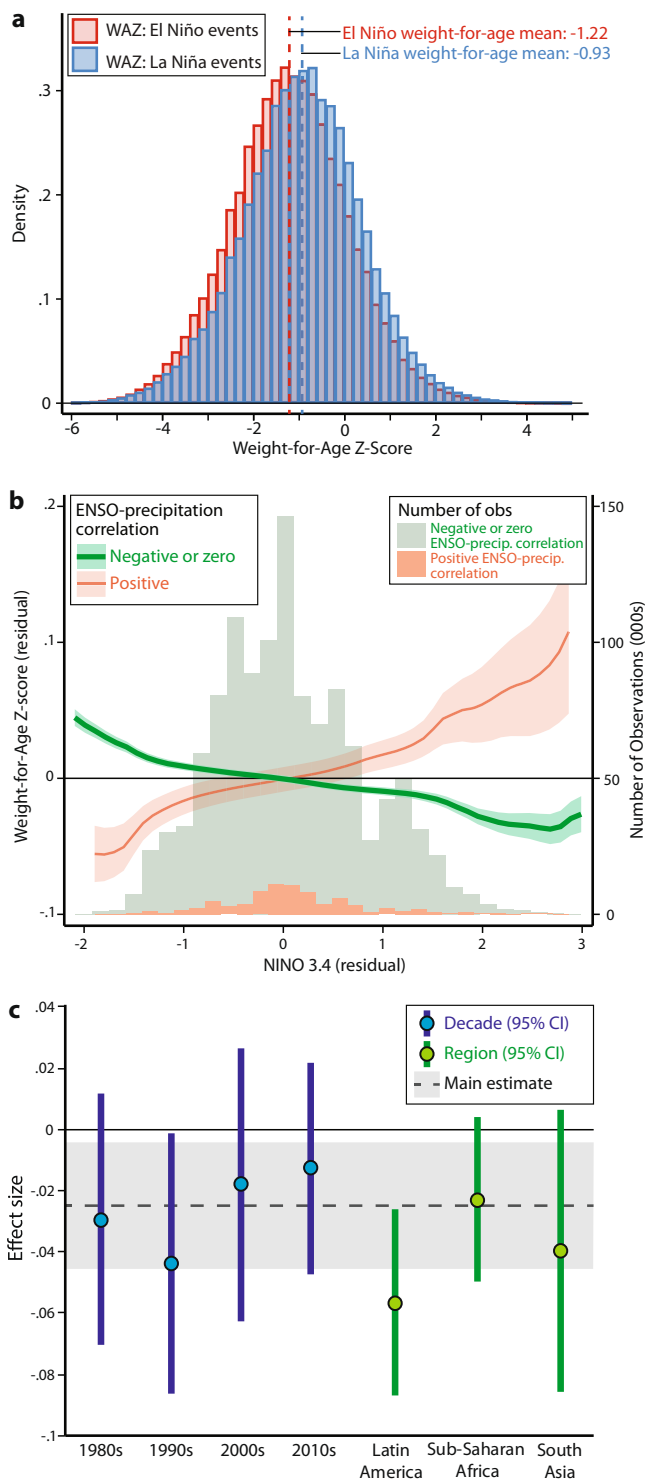 a
WAZ: El Niño events
WAZ: La Niña events
El Niño weight-for-age mean: -1.22
La Niña weight-for-age mean: -0.93
.3
.2
.1
0
Density
-6
-4
-2
0
2
4
Weight-for-Age Z-Score
b
ENSO-precipitation
correlation
Negative or zero
Positive
Number of obs
Negative or zero
ENSO-precip. correlation
Positive ENSO-precip.
correlation
.2
.1
0
-.1
Weight-for-Age Z-score (residual)
150
100
50
0
Number of Observations (000s)
-2
-1
0
1
2
3
NINO 3.4 (residual)
c
Decade (95% CI)
Region (95% CI)
Main estimate
.04
.02
0
-.02
-.04
-.06
-.08
-.1
Effect size
1980s
1990s
2000s
2010s
Latin
America
Sub-Saharan
Africa
South
Asia